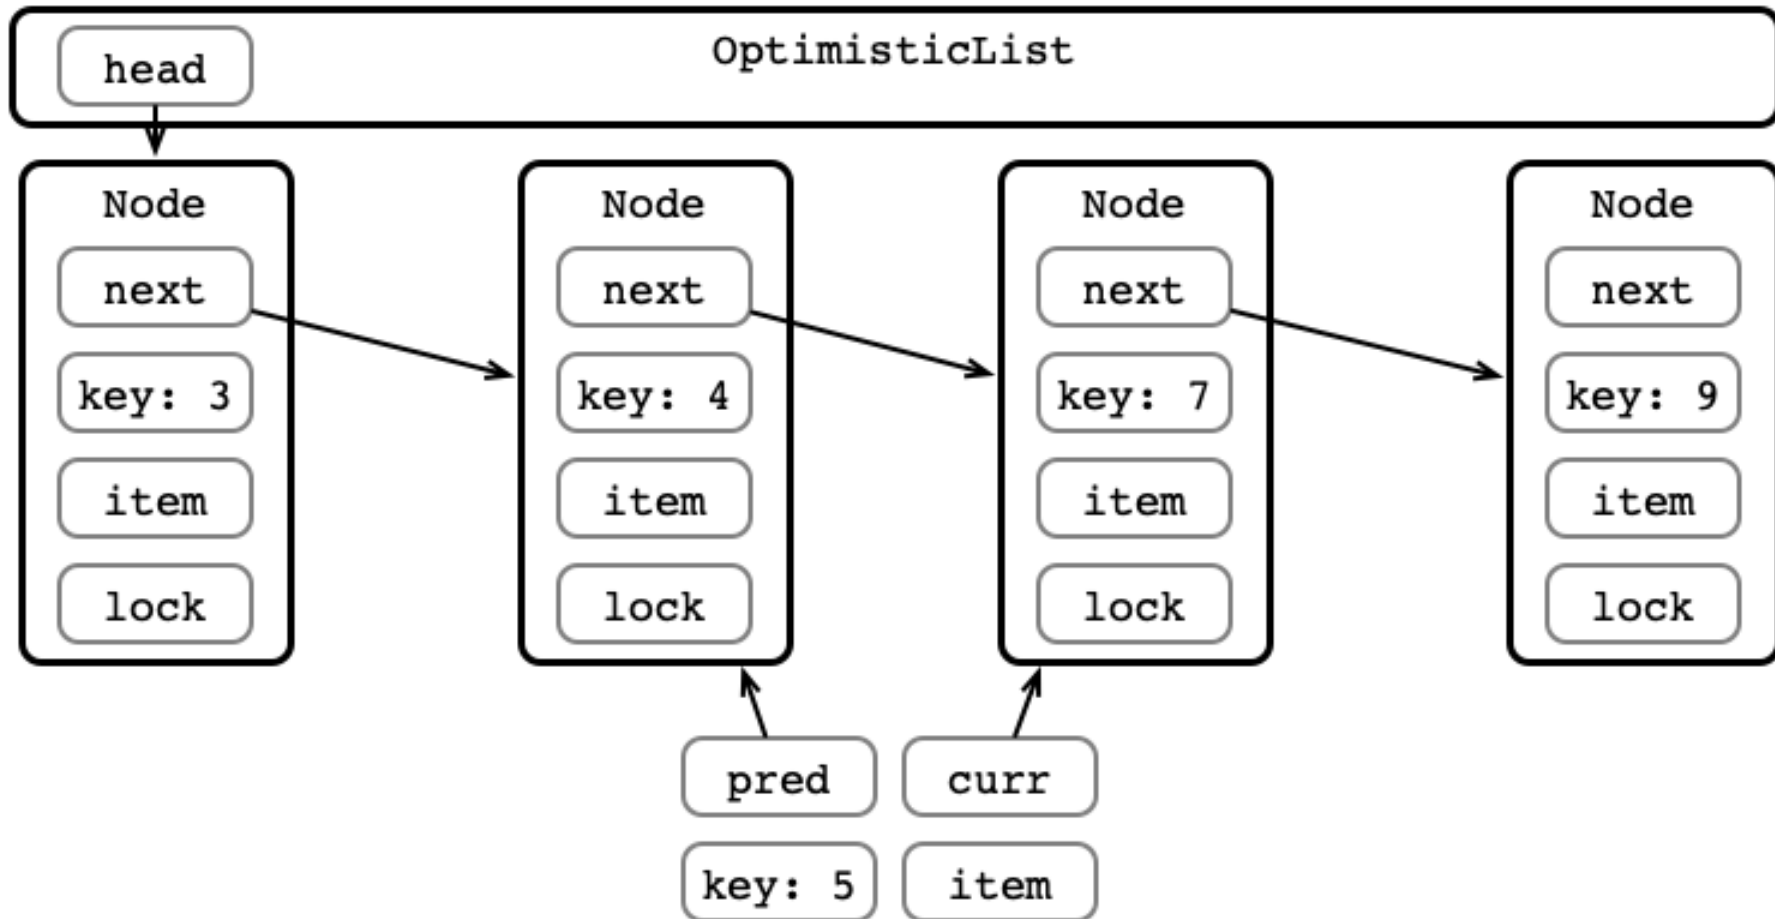 OptimisticList
head
Node
next
key: 3
item
lock
Node
next
key: 4
item
lock
Node
next
key: 7
item
lock
Node
next
key: 9
item
lock
pred
curr
key: 5
item